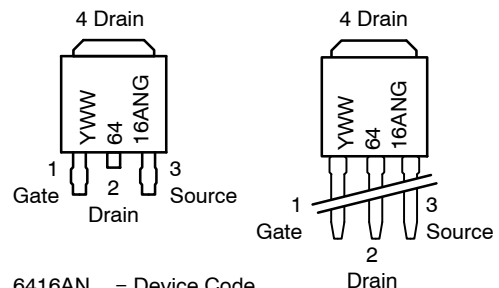 4 Drain
YWW
64
16ANG
1
Gate
2
Drain
3
Source
4 Drain
YWW
64
16ANG
1
Gate
2
Drain
3
Source
6416AN = Device Code